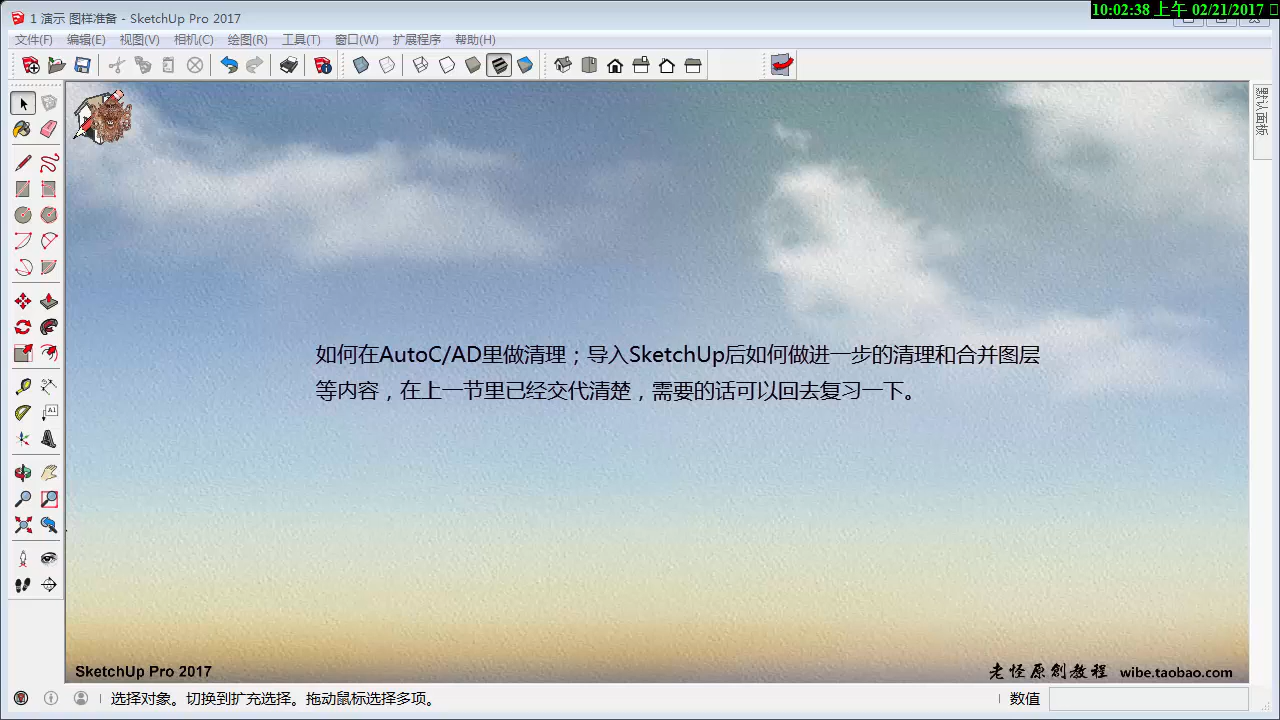 10:02:38 上午 02/21/2017
1 演示 图样准备 - SketchUp Pro 2017
文件(F) 编辑(E) 视图(V) 相机(C) 绘图(R) 工具(T) 窗口(W) 扩展程序 帮助(H)
默认面板
如何在AutoC/AD里做清理；导入SketchUp后如何做进一步的清理和合并图层
等内容，在上一节里已经交代清楚，需要的话可以回去复习一下。
SketchUp Pro 2017
老怪原创教程 wibe.taobao.com
选择对象。切换到扩充选择。拖动鼠标选择多项。
数值